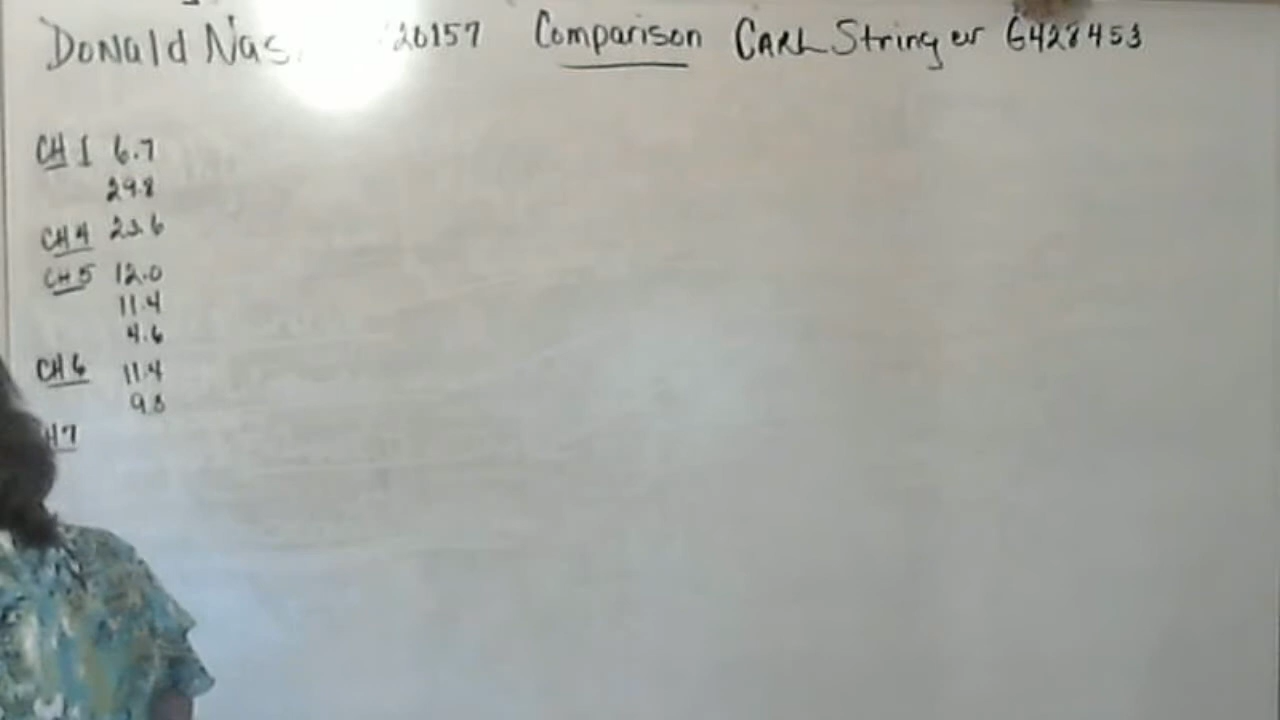 Donald Nas 20157 Comparison CARL Stringer 6428453
CH 1 6.7
29.8
CH 4 23.6
CH 5 12.0
11.4
4.6
CH 6 11.4
9.8
H7